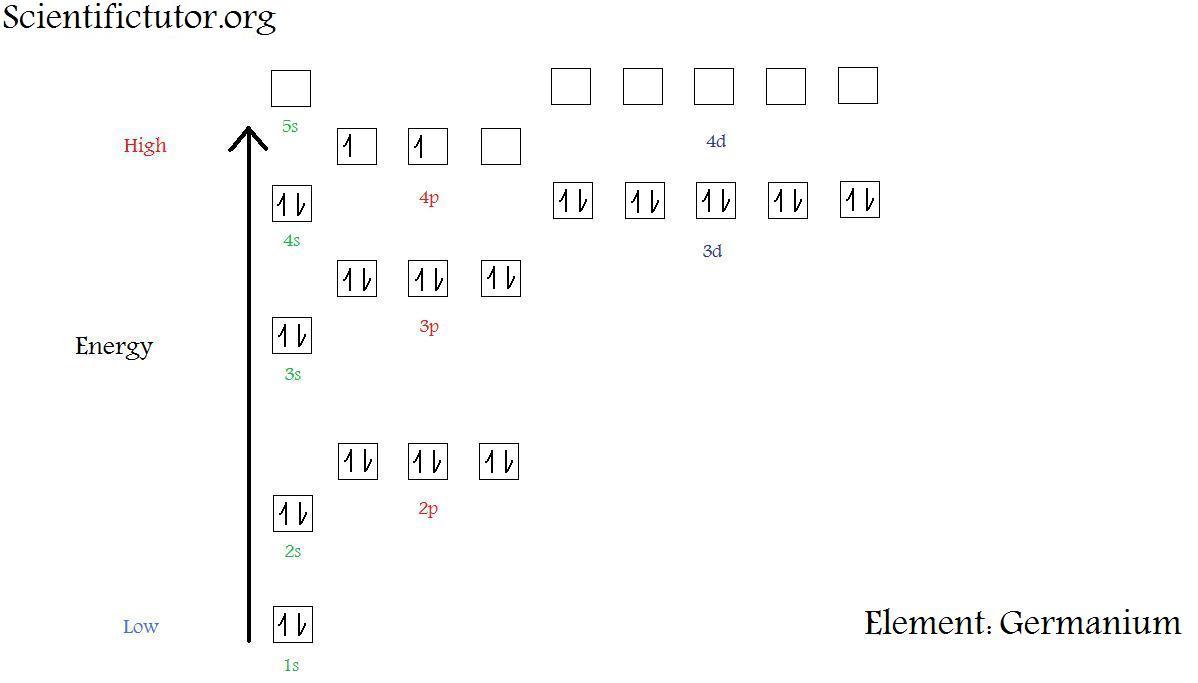 Scientifictutor.org
5s
High
4d
4p
4s
3d
3p
Energy
3s
2p
2s
Element: Germanium
Low
1s